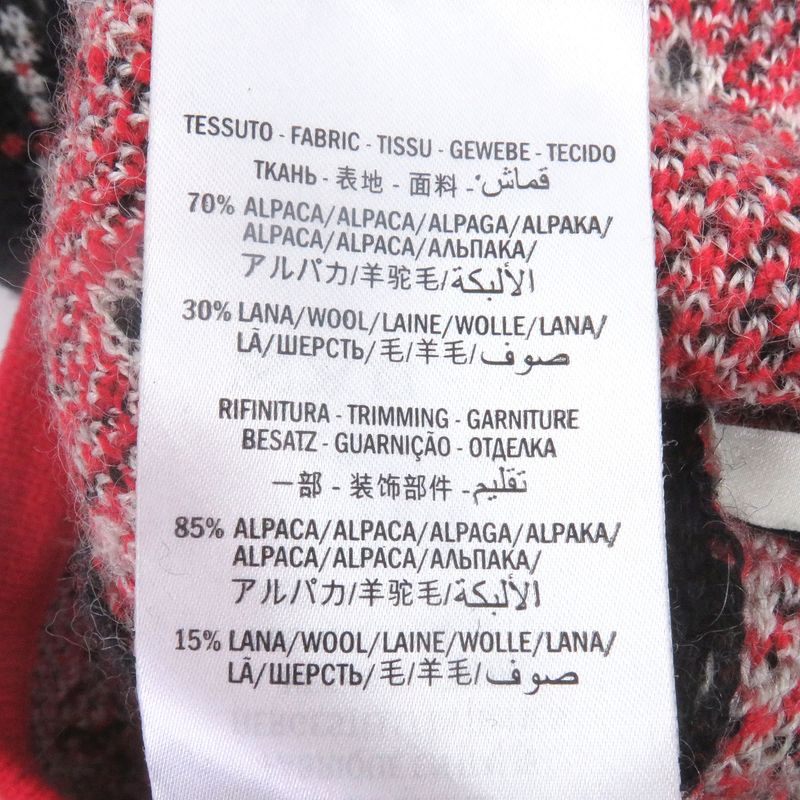 TESSUTO - FABRIC - TISSU - GEWEBE - TECIDO
ТКАНЬ - 表地 - 面料 - قماش
70% ALPACA/ALPACA/ALPAGA/ALPAKA/
ALPACA/ALPACA/АЛЬПАКА/
アルパカ/羊驼毛/الألبكة
30% LANA/WOOL/LAINE/WOLLE/LANA/
LÃ/ШЕРСТЬ/毛/羊毛/صوف
RIFINITURA - TRIMMING - GARNITURE
BESATZ - GUARNIÇÃO - ОТДЕЛКА
一部 - 装饰部件 - تقليم
85% ALPACA/ALPACA/ALPAGA/ALPAKA/
ALPACA/ALPACA/АЛЬПАКА/
アルパカ/羊驼毛/الألبكة
15% LANA/WOOL/LAINE/WOLLE/LANA/
LÃ/ШЕРСТЬ/毛/羊毛/صوف